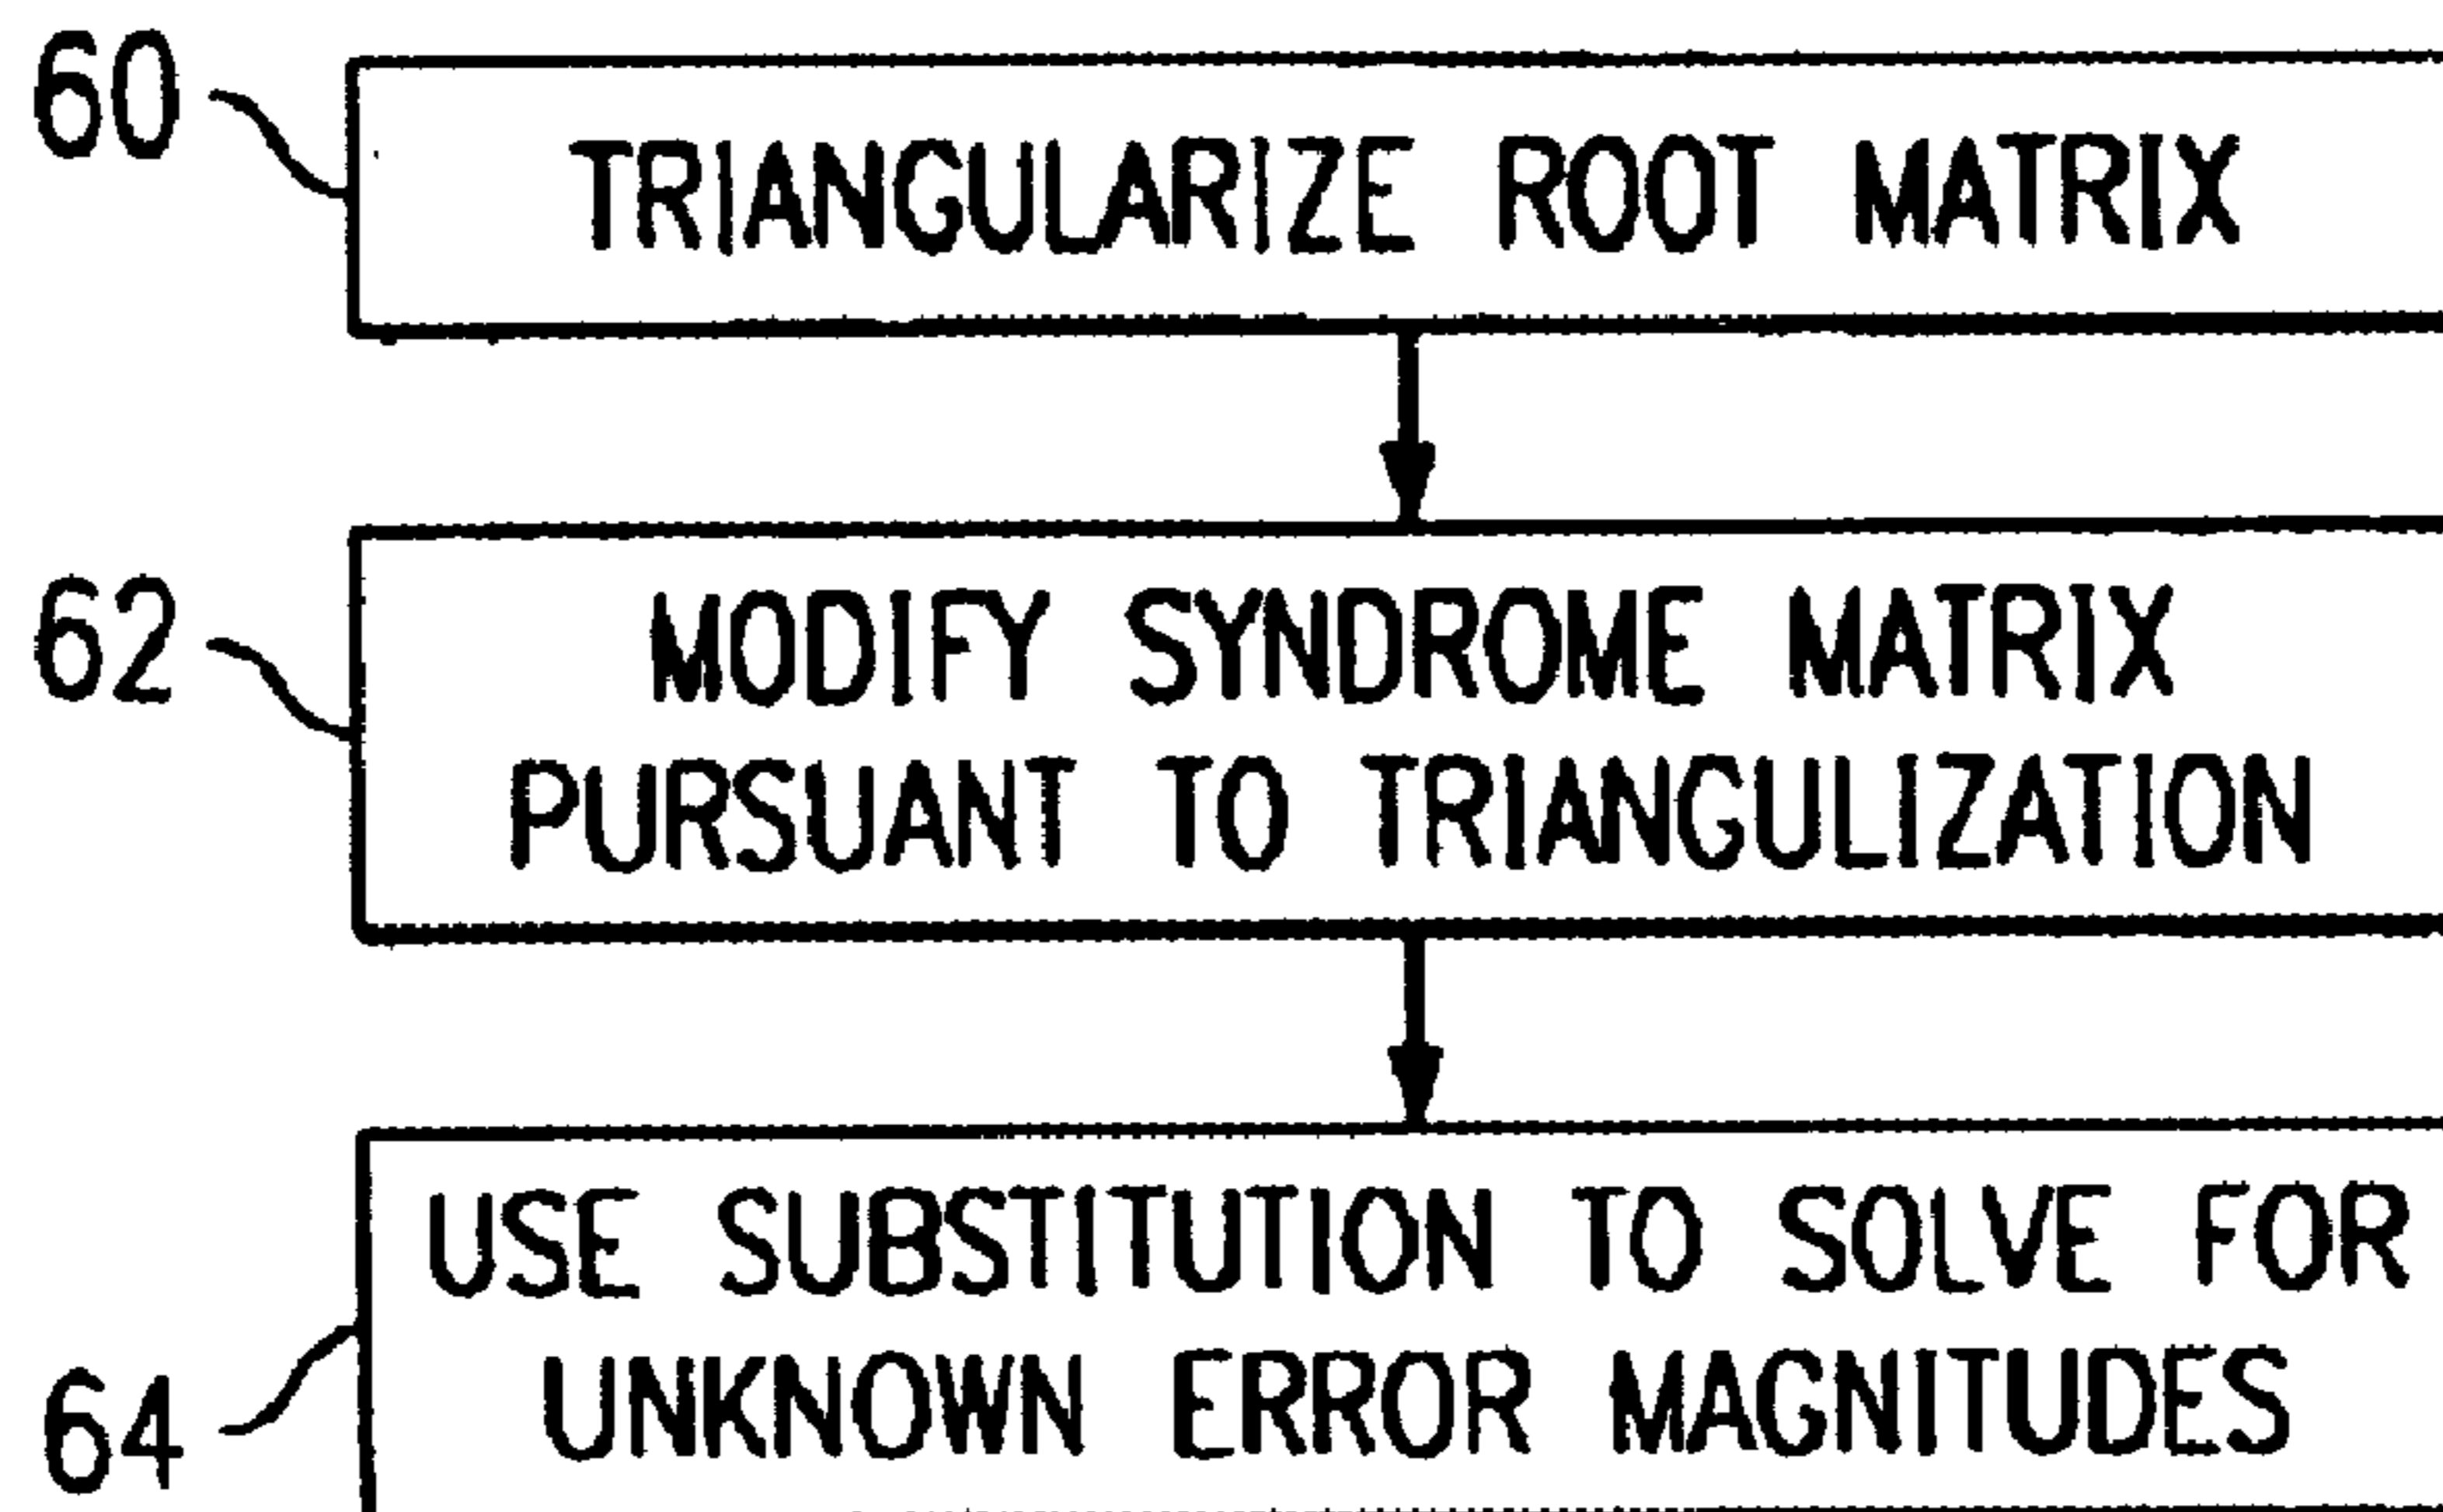 60
TRIANGULARIZE ROOT MATRIX
62
MODIFY SYNDROME MATRIX
PURSUANT TO TRIANGULIZATION
USE SUBSTITUTION TO SOLVE FOR
UNKNOWN ERROR MAGNITUDES
64